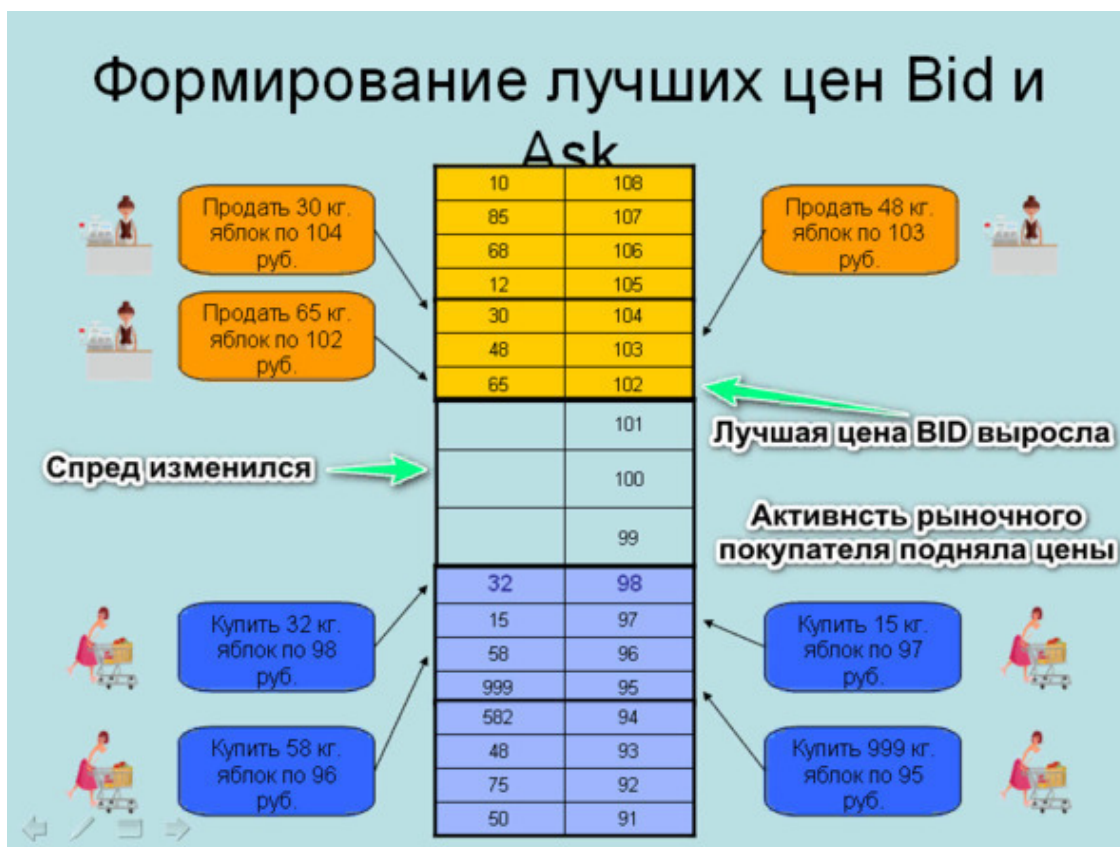 Формирование лучших цен Bid и
Ask
Продать 30 кг.
яблок по 104
руб.
Продать 65 кг.
яблок по 102
руб.
Продать 48 кг.
яблок по 103
руб.
10 108
85 107
68 106
12 105
30 104
48 103
65 102
101
100
99
32 98
15 97
58 96
999 95
582 94
48 93
75 92
50 91
Спред изменился
Лучшая цена BID выросла
Активнсть рыночного
покупателя подняла цены
Купить 32 кг.
яблок по 98
руб.
Купить 15 кг.
яблок по 97
руб.
Купить 58 кг.
яблок по 96
руб.
Купить 999 кг.
яблок по 95
руб.